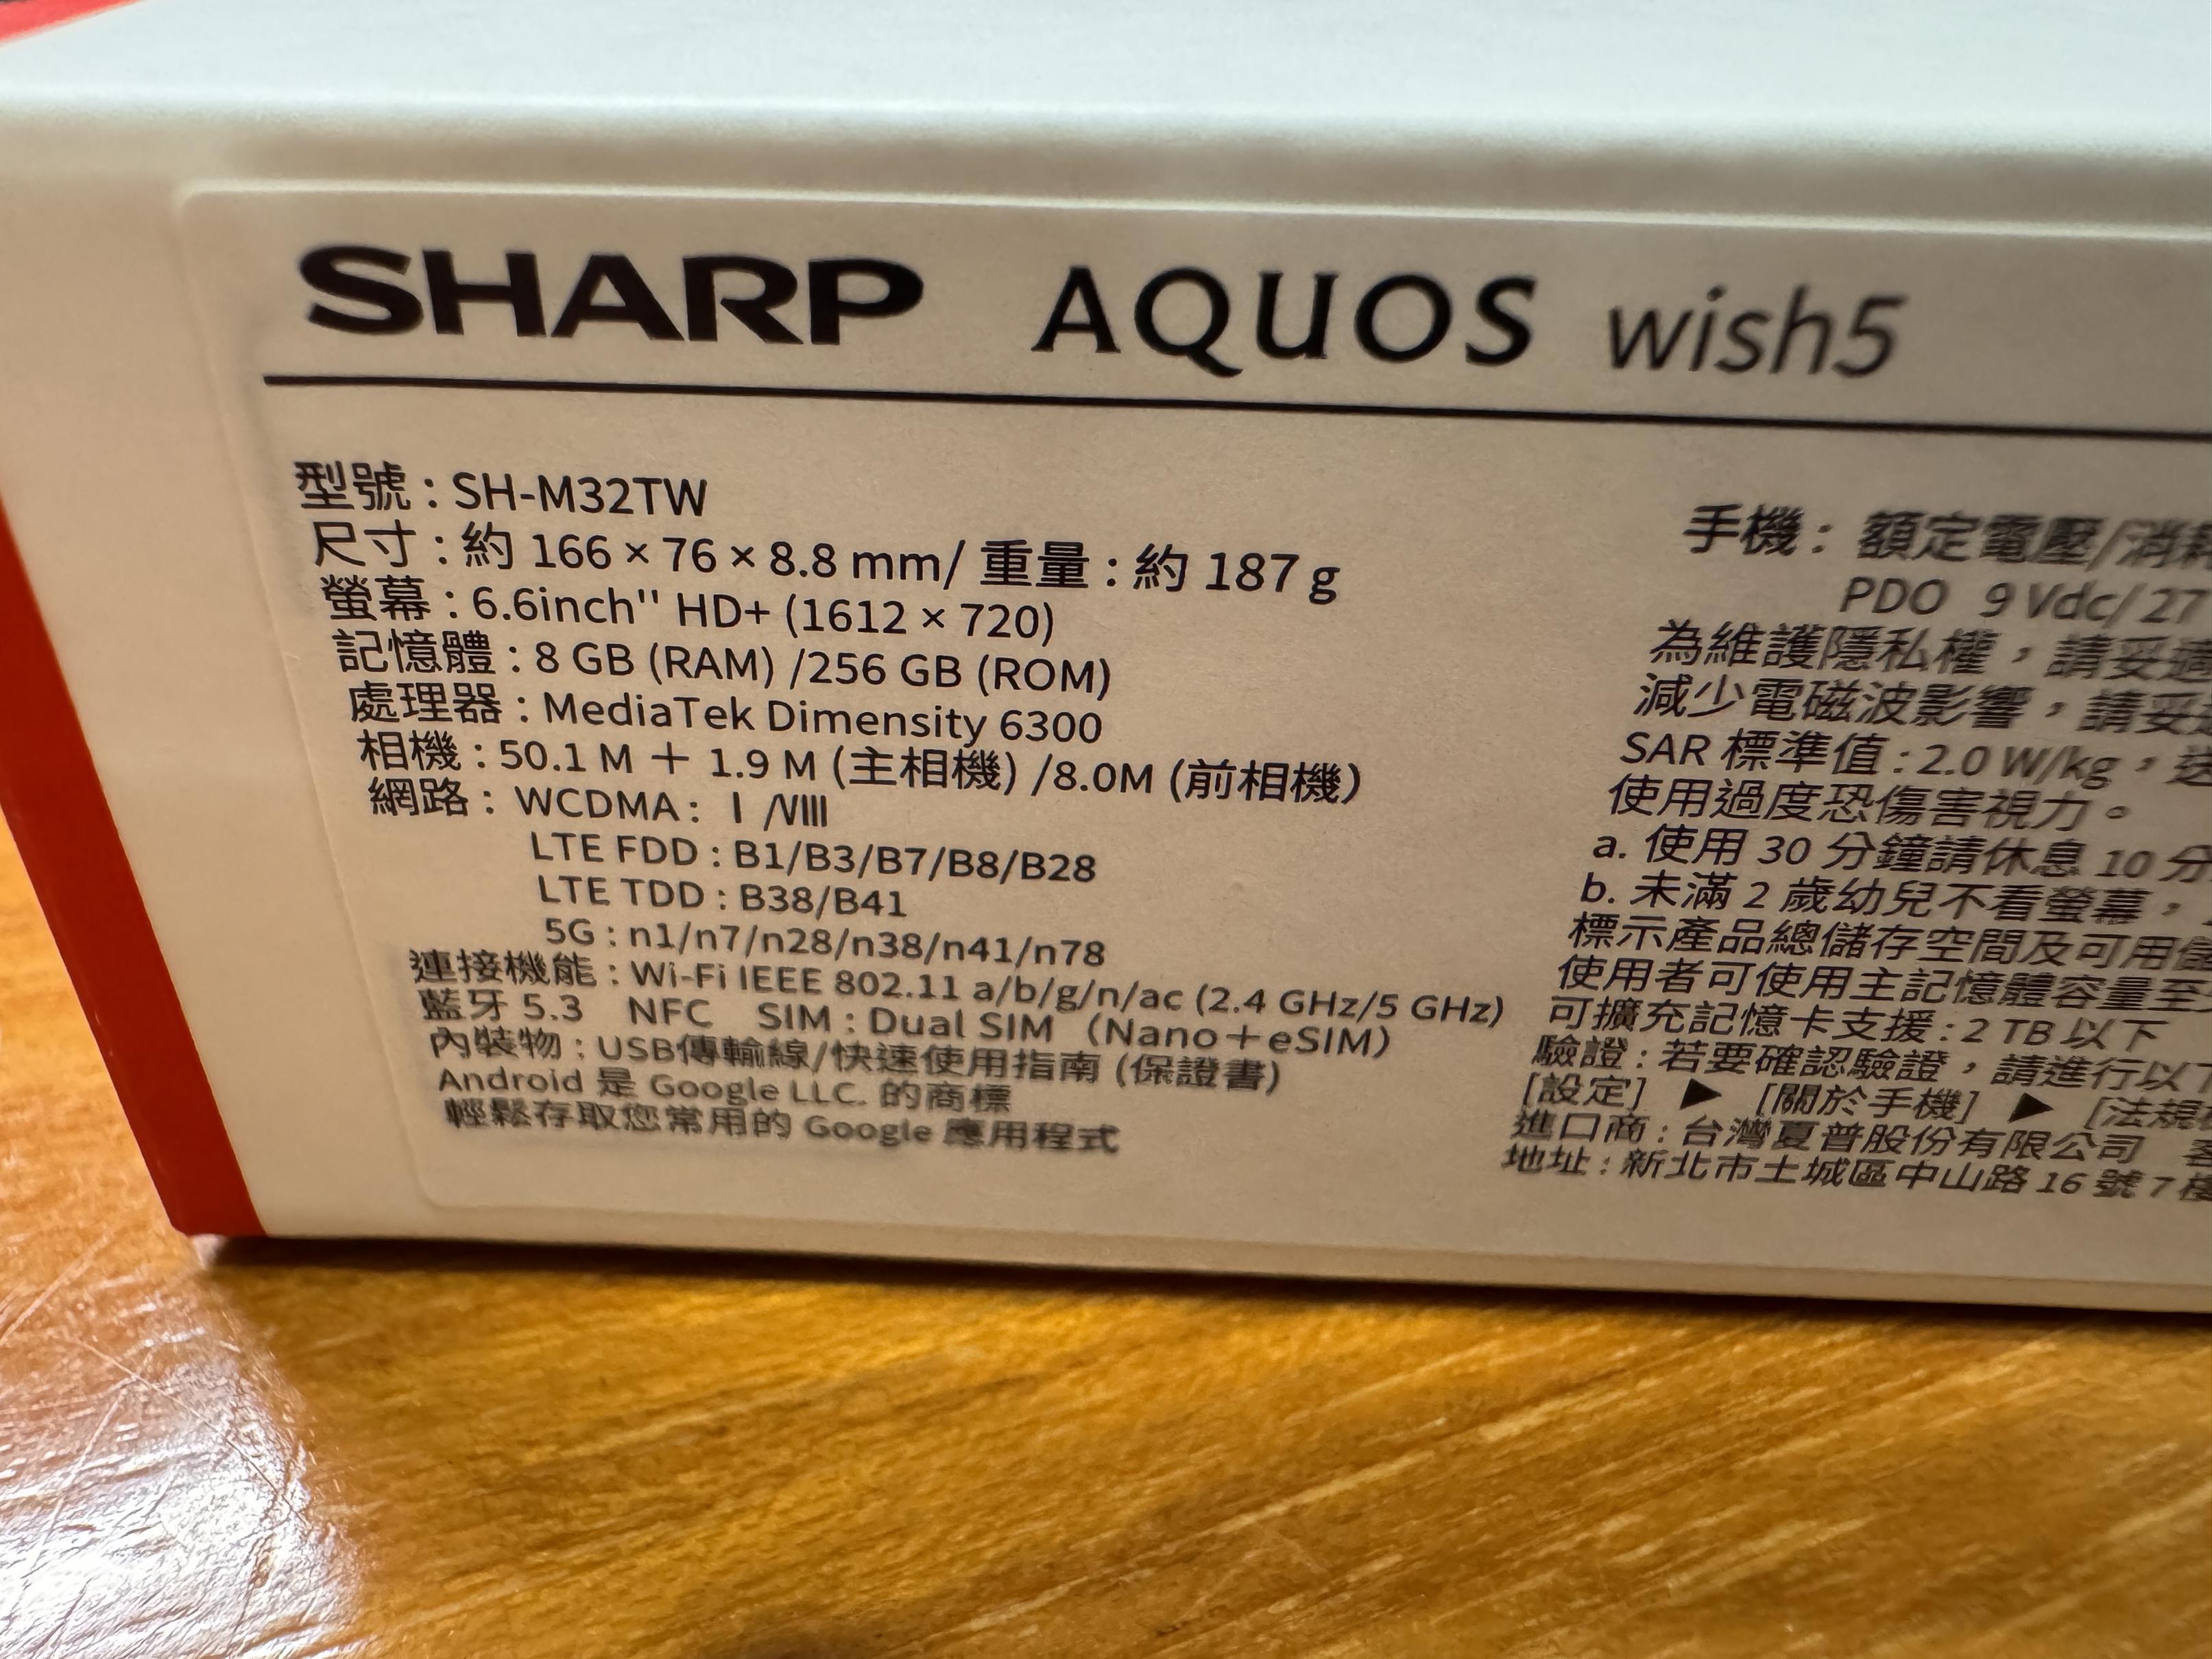 SHARP AQUOS wish5
型號 : SH-M32TW
尺寸 : 約 166 × 76 × 8.8 mm/ 重量 : 約 187 g
螢幕 : 6.6inch'' HD+ (1612 × 720)
記憶體 : 8 GB (RAM) /256 GB (ROM)
處理器 : MediaTek Dimensity 6300
相機 : 50.1 M ＋ 1.9 M (主相機) /8.0M (前相機）
網路 : WCDMA : Ⅰ/Ⅷ
LTE FDD : B1/B3/B7/B8/B28
LTE TDD : B38/B41
5G : n1/n7/n28/n38/n41/n78
連接機能 : Wi-Fi IEEE 802.11 a/b/g/n/ac (2.4 GHz/5 GHz)
藍牙 5.3 NFC SIM : Dual SIM （Nano＋eSIM）
內裝物 : USB傳輸線/快速使用指南 (保證書)
Android 是 Google LLC. 的商標
輕鬆存取您常用的 Google 應用程式
手機 : 額定電壓/消耗
PDO 9 Vdc/ 27
為維護隱私權，請妥適
減少電磁波影響，請妥適
SAR 標準值 : 2.0 W/kg，送
使用過度恐傷害視力。
a. 使用 30 分鐘請休息 10 分
b. 未滿 2 歲幼兒不看螢幕，
標示產品總儲存空間及可用儲
使用者可使用主記憶體容量至
可擴充記憶卡支援 : 2 TB 以下
驗證 : 若要確認驗證，請進行以下
[設定] ▶ [關於手機] ▶ [法規
進口商 : 台灣夏普股份有限公司 客
地址 : 新北市土城區中山路 16 號 7 樓